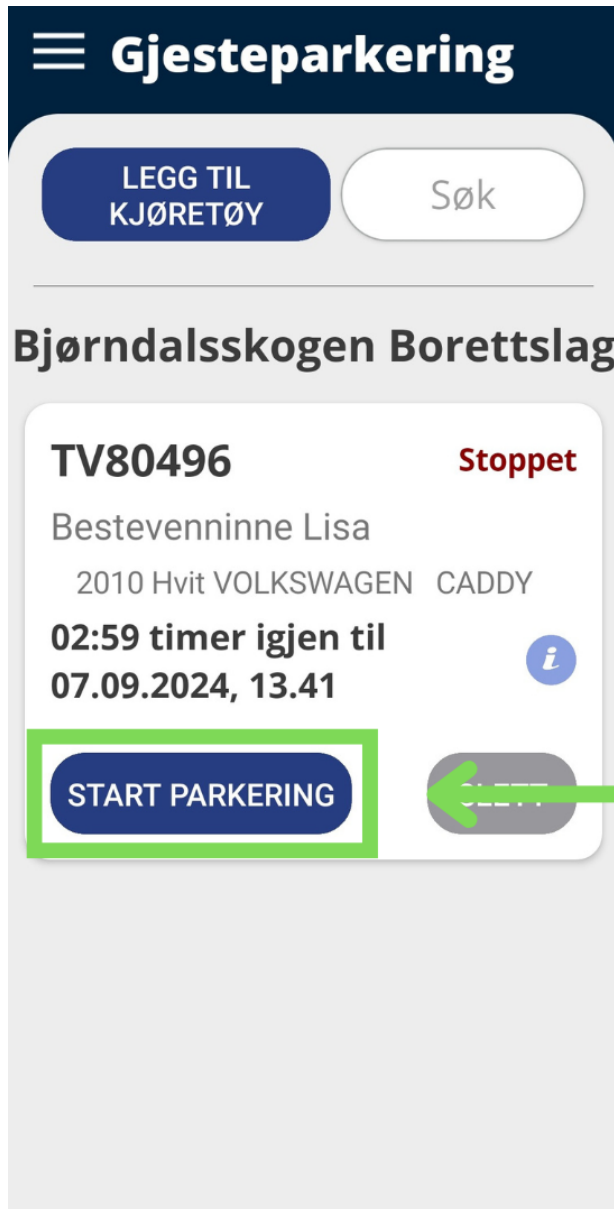 Gjesteparkering
LEGG TIL
KJØRETØY
Søk
Bjørndalsskogen Borettslag
TV80496 Stoppet
Bestevenninne Lisa
2010 Hvit VOLKSWAGEN CADDY
02:59 timer igjen til
07.09.2024, 13.41
i
START PARKERING
SLETT